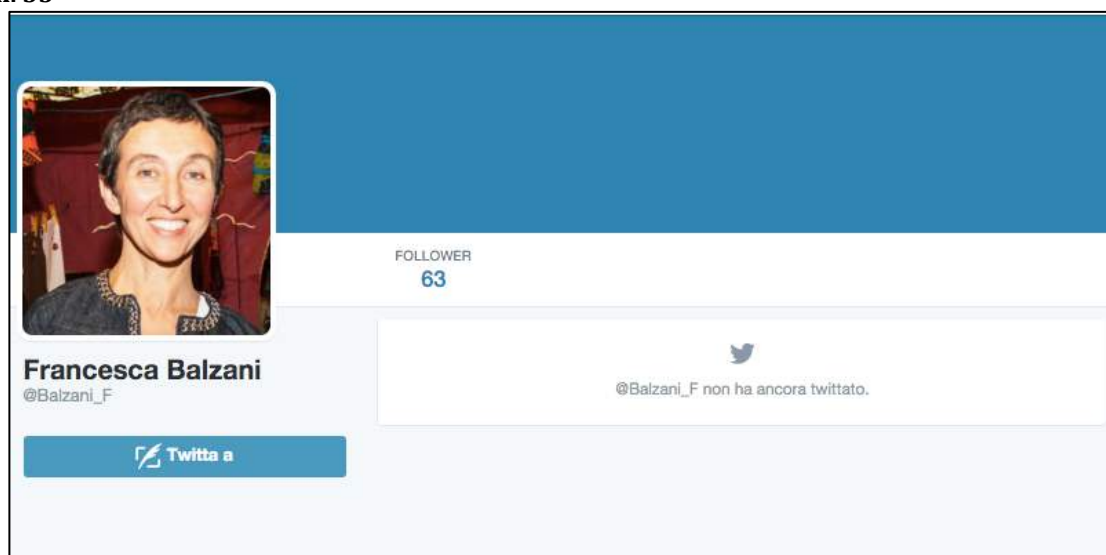 FOLLOWER
63
Francesca Balzani
@Balzani_F
@Balzani_F non ha ancora twittato.
Twitta a